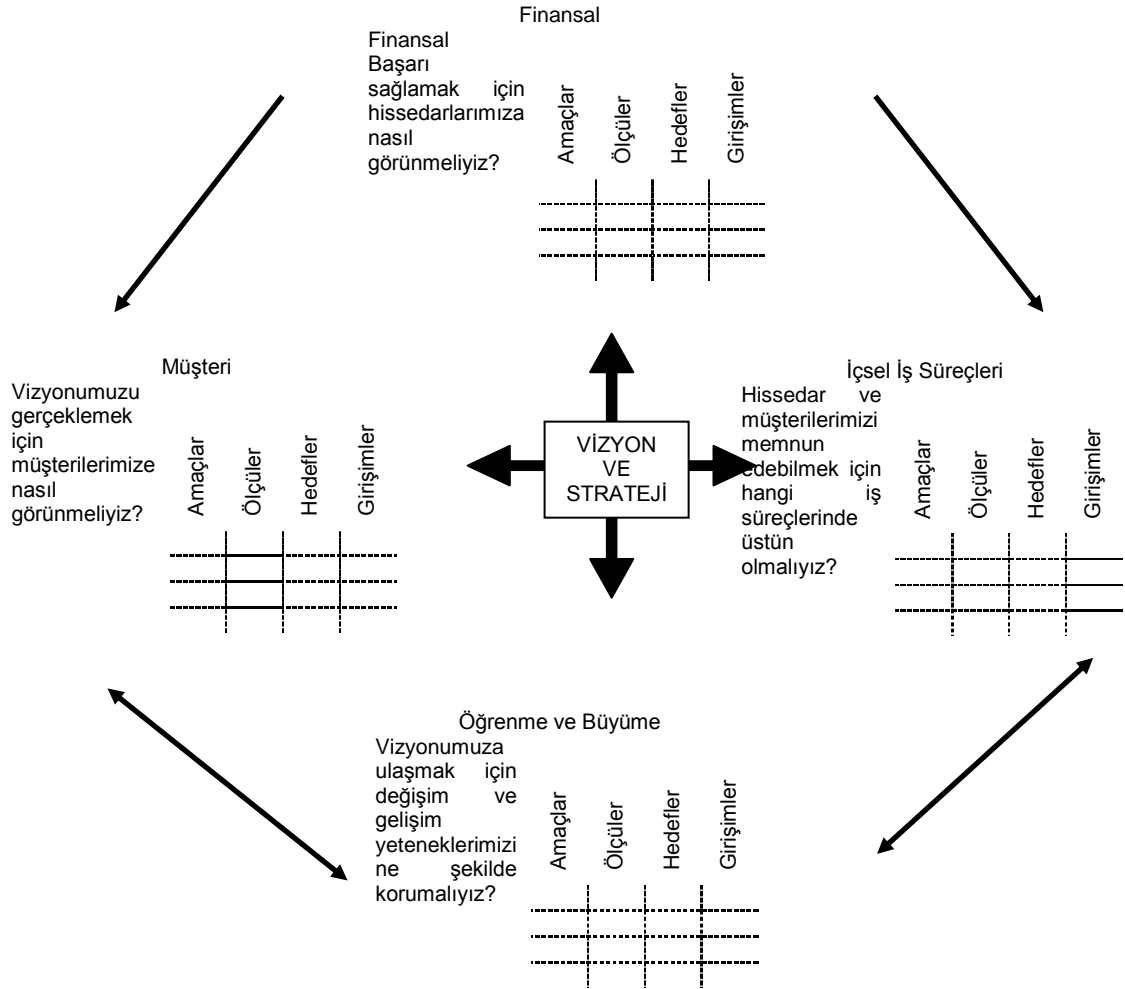 Finansal
Finansal
Başarı
sağlamak için
hissedarlarımıza
nasıl
görünmeliyiz?
Amaçlar
Ölçüler
Hedefler
Girişimler
Müşteri
Vizyonumuzu
gerçeklemek
için
müşterilerimize
nasıl
görünmeliyiz?
Amaçlar
Ölçüler
Hedefler
Girişimler
VİZYON
VE
STRATEJİ
İçsel İş Süreçleri
Hissedar ve
müşterilerimizi
memnun
edebilmek için
hangi iş
süreçlerinde
üstün
olmalıyız?
Amaçlar
Ölçüler
Hedefler
Girişimler
Öğrenme ve Büyüme
Vizyonumuza
ulaşmak için
değişim ve
gelişim
yeteneklerimizi
ne şekilde
korumalıyız?
Amaçlar
Ölçüler
Hedefler
Girişimler